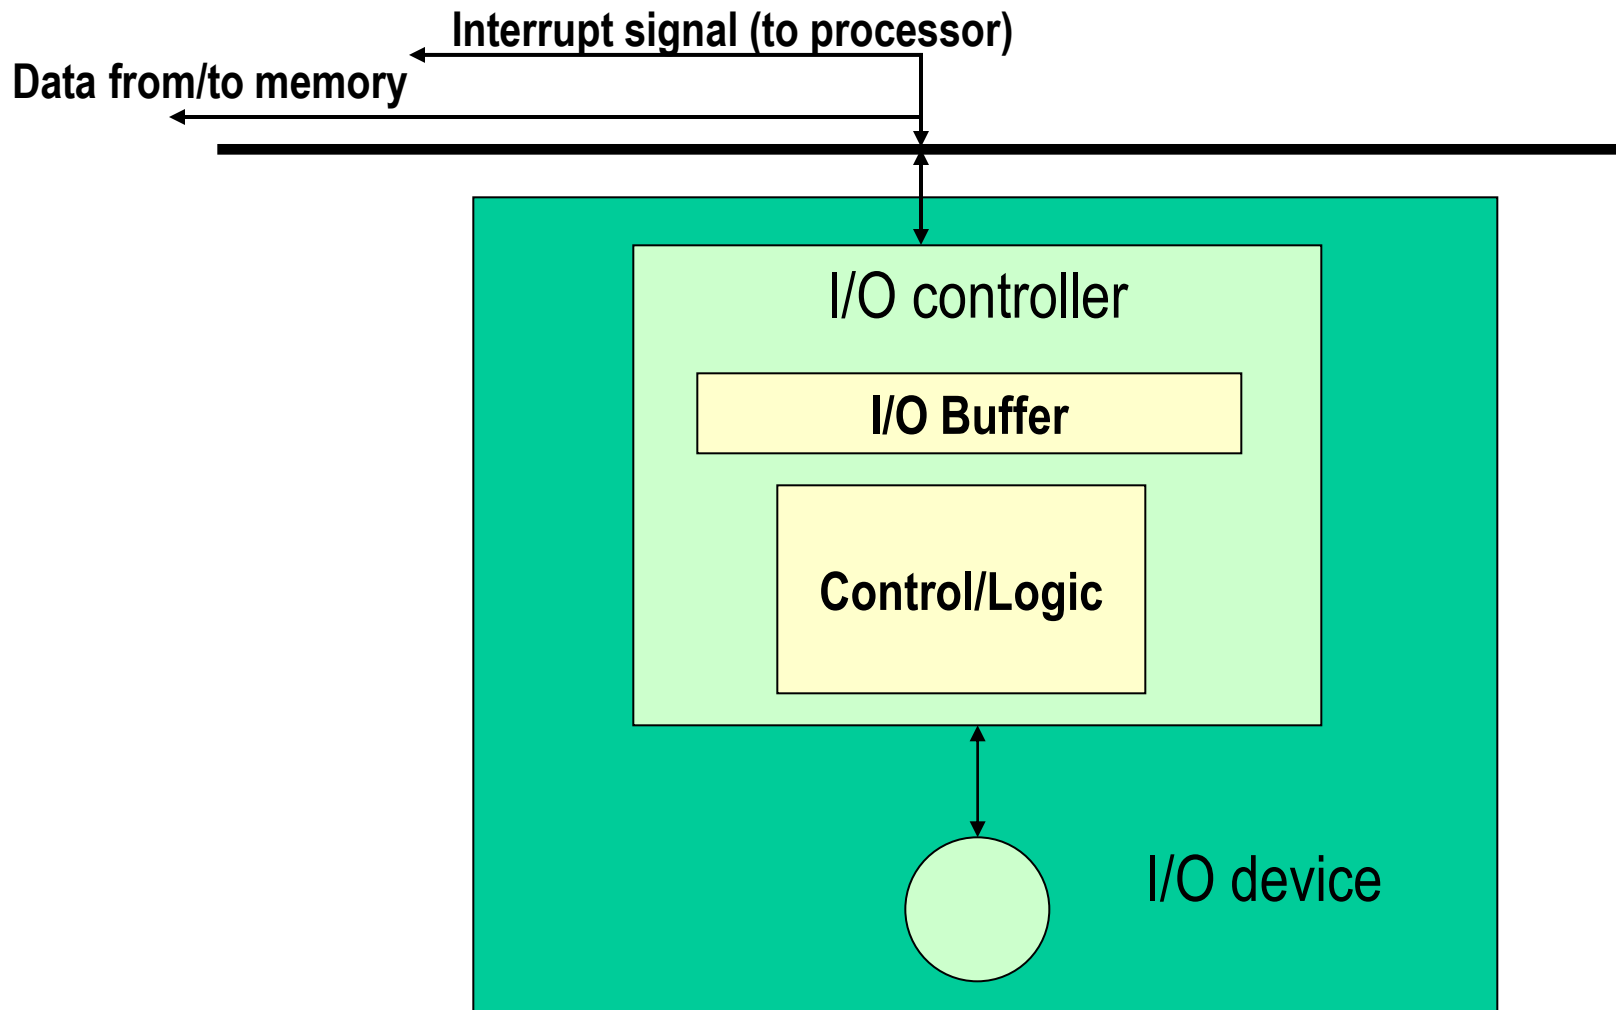 Interrupt signal (to processor)
Data from/to memory
I/O controller
I/O Buffer
Control/Logic
I/O device